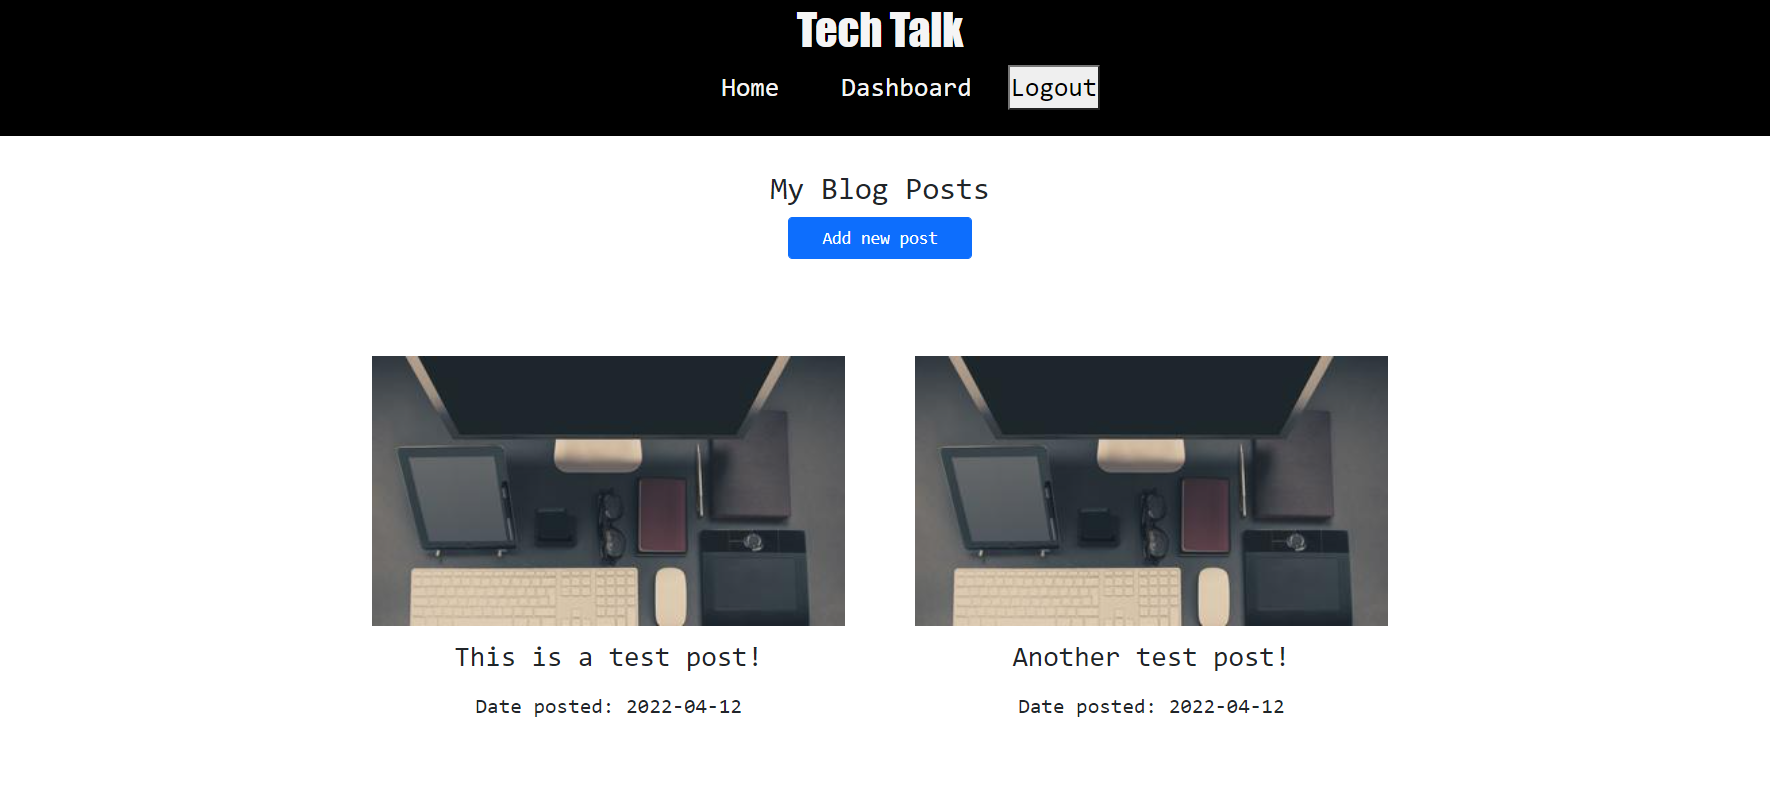 Tech Talk
Home Dashboard Logout
My Blog Posts
Add new post
This is a test post!
Date posted: 2022-04-12
Another test post!
Date posted: 2022-04-12